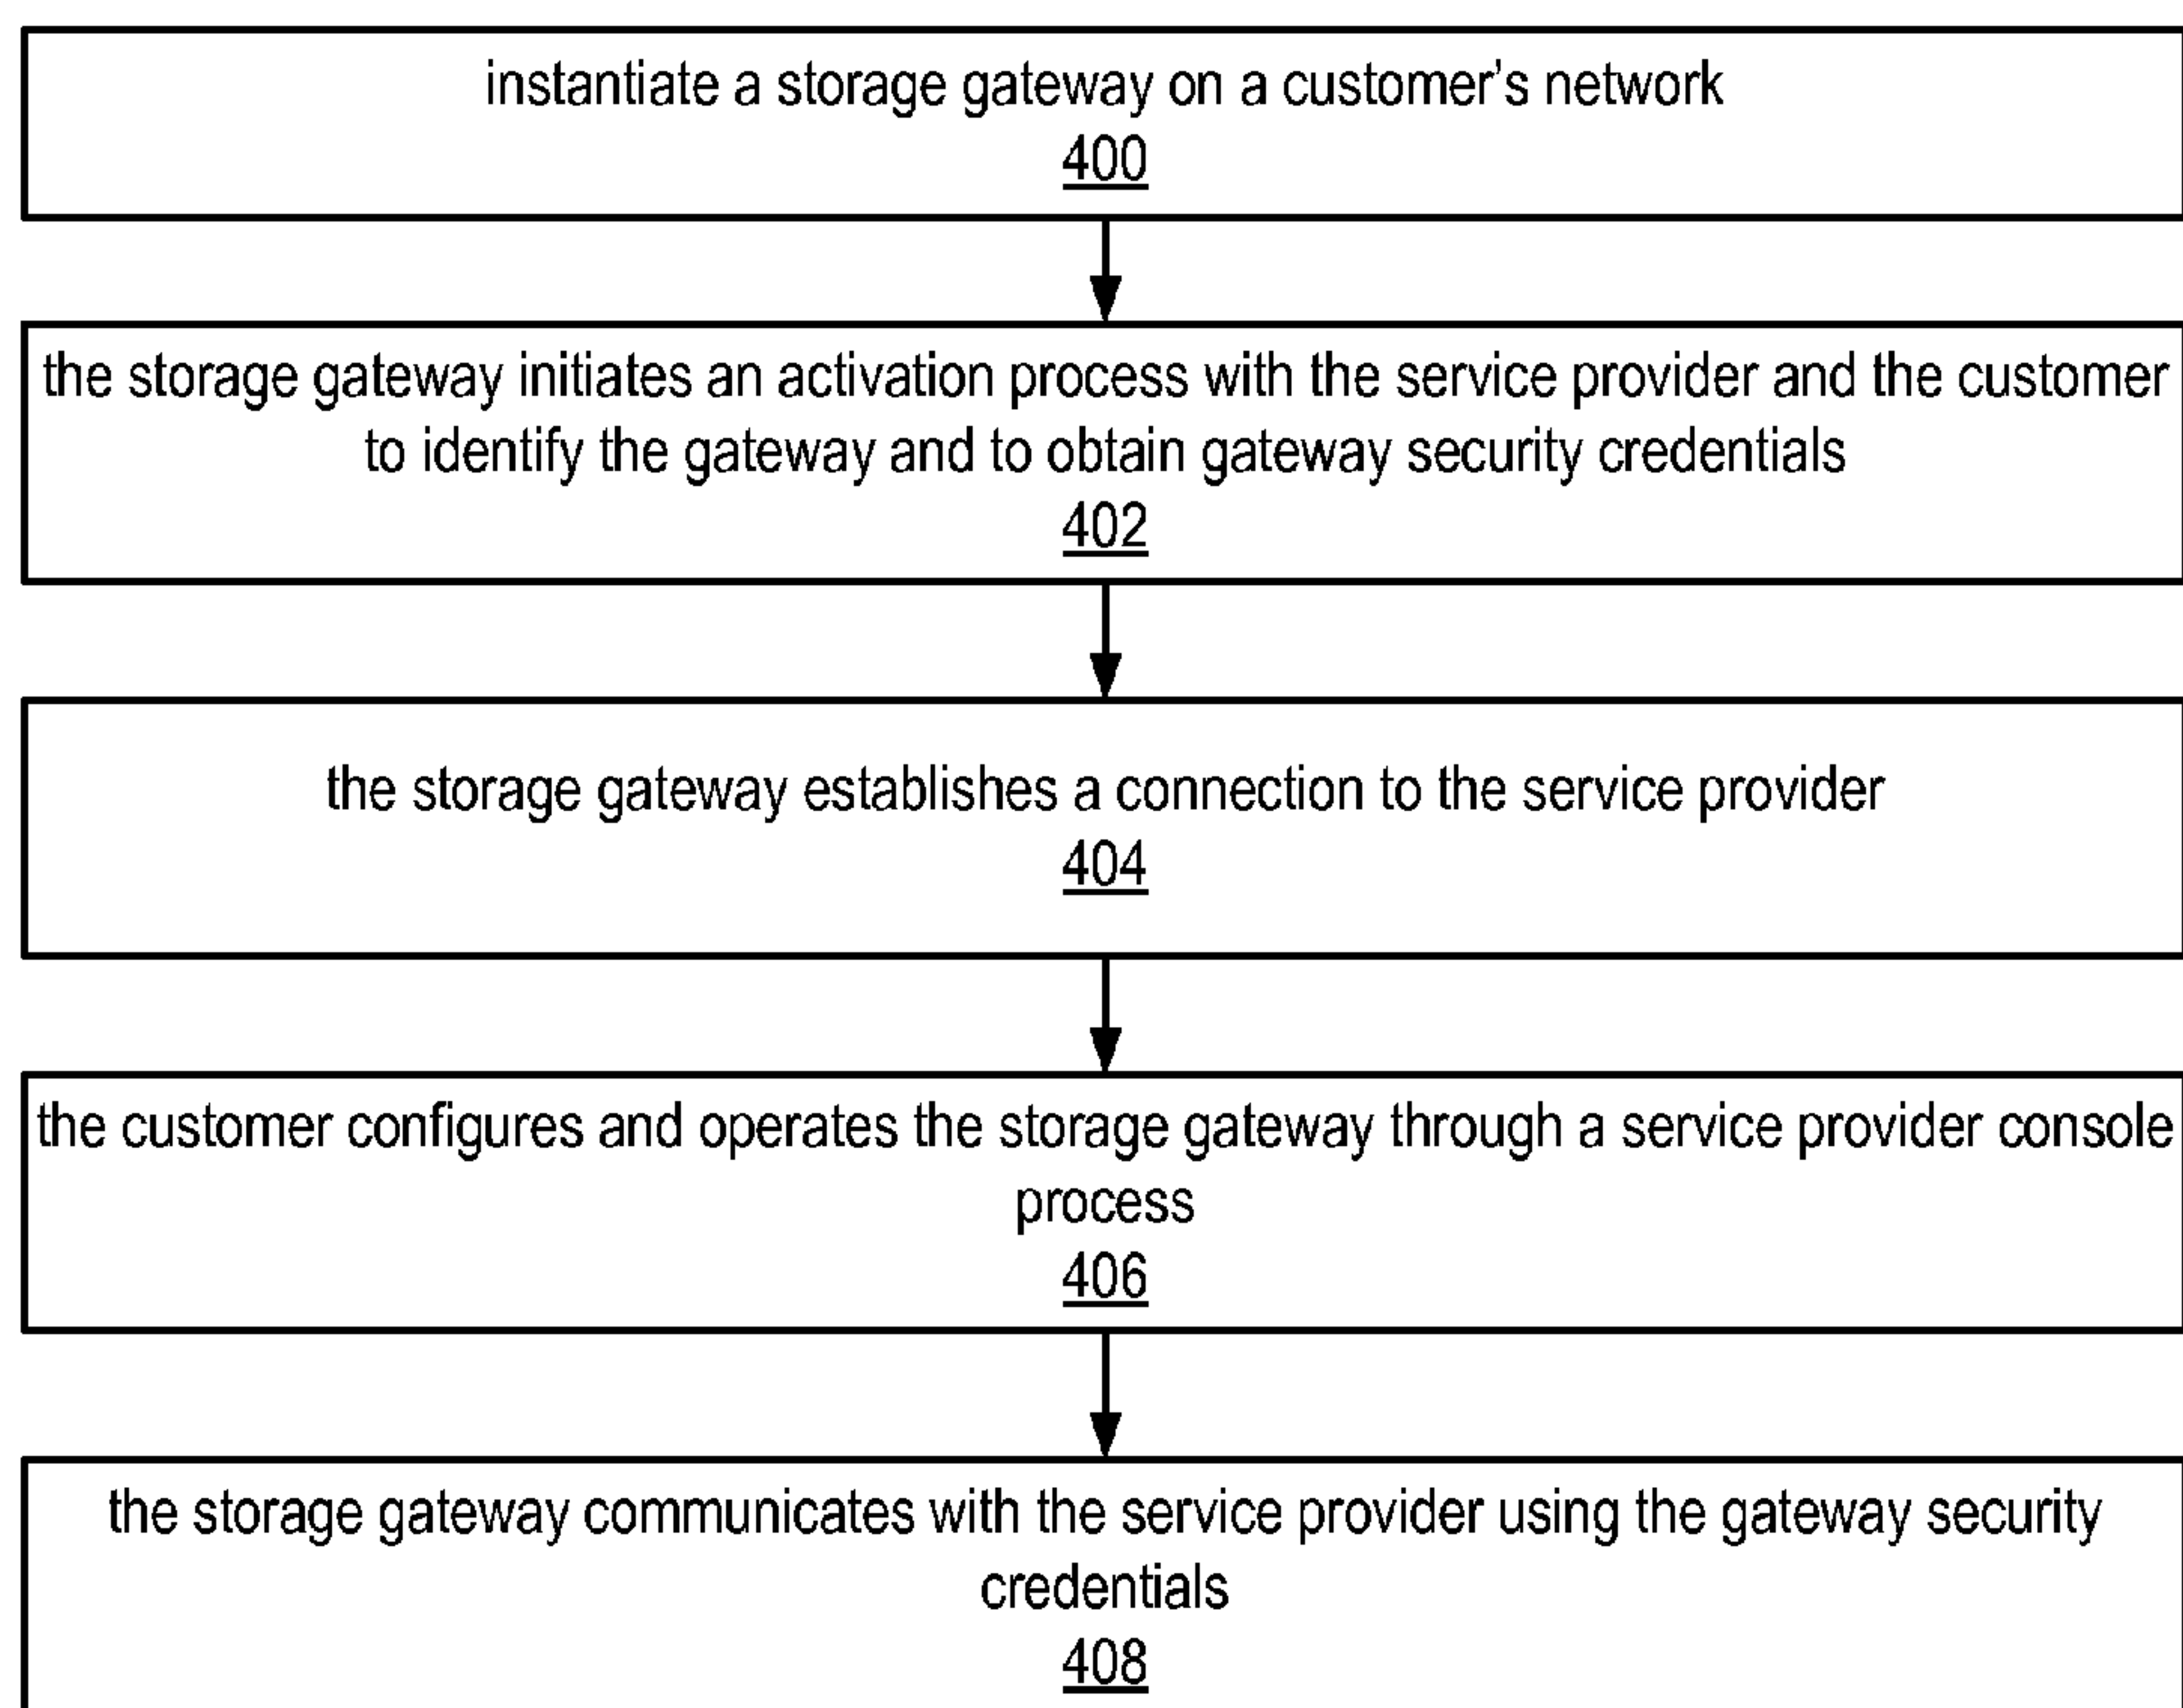 instantiate a storage gateway on a customer's network
400
the storage gateway initiates an activation process with the service provider and the customer
to identify the gateway and to obtain gateway security credentials
402
the storage gateway establishes a connection to the service provider
404
the customer configures and operates the storage gateway through a service provider console
process
406
the storage gateway communicates with the service provider using the gateway security
credentials
408